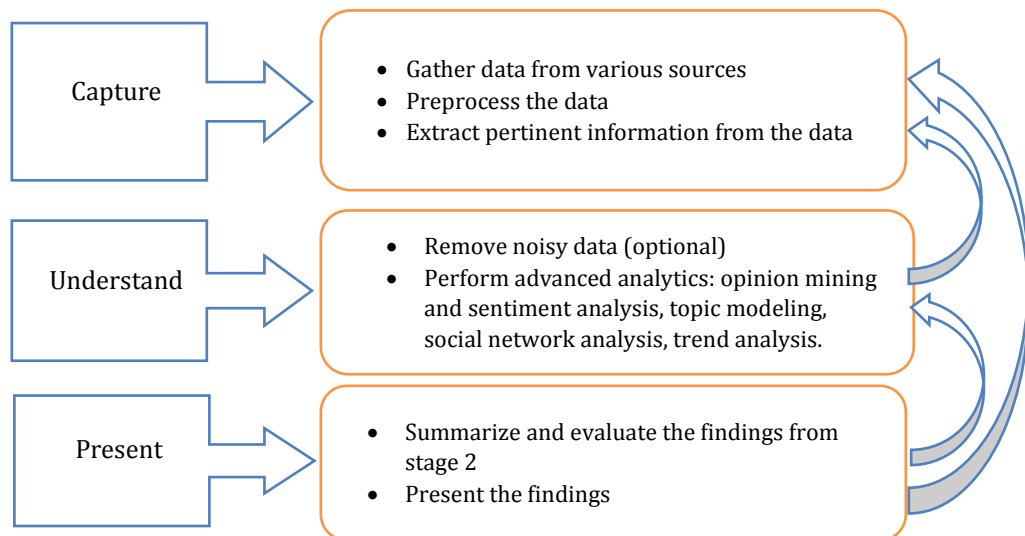 Capture
• Gather data from various sources
• Preprocess the data
• Extract pertinent information from the data
Understand
• Remove noisy data (optional)
• Perform advanced analytics: opinion mining
and sentiment analysis, topic modeling,
social network analysis, trend analysis.
Present
• Summarize and evaluate the findings from
stage 2
• Present the findings